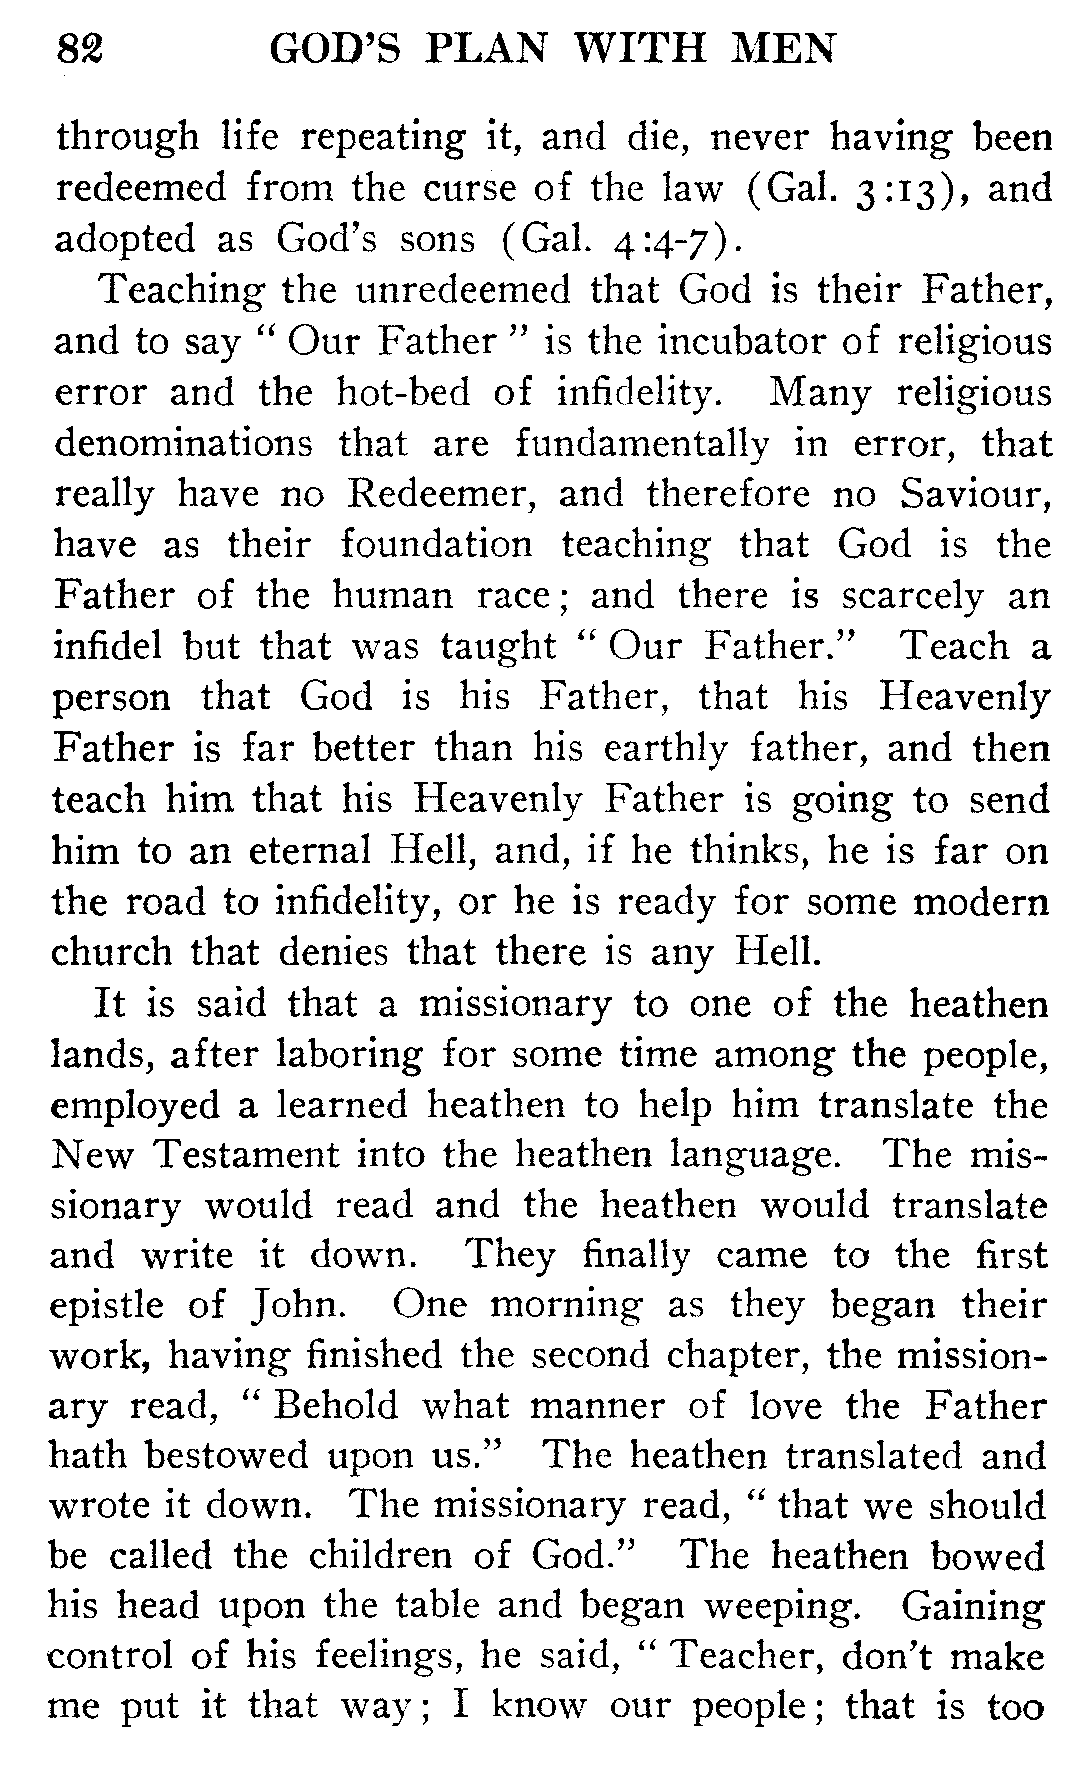 82 GOD'S PLAN WITH MEN
through life repeating it, and die, never having been
redeemed from the curse of the law (Gal. 3:13), and
adopted as God's sons (Gal. 4:4-7).
Teaching the unredeemed that God is their Father,
and to say " Our Father " is the incubator of religious
error and the hot-bed of infidelity. Many religious
denominations that are fundamentally in error, that
really have no Redeemer, and therefore no Saviour,
have as their foundation teaching that God is the
Father of the human race; and there is scarcely an
infidel but that was taught " Our Father." Teach a
person that God is his Father, that his Heavenly
Father is far better than his earthly father, and then
teach him that his Heavenly Father is going to send
him to an eternal Hell, and, if he thinks, he is far on
the road to infidelity, or he is ready for some modern
church that denies that there is any Hell.
It is said that a missionary to one of the heathen
lands, after laboring for some time among the people,
employed a learned heathen to help him translate the
New Testament into the heathen language. The mis-
sionary would read and the heathen would translate
and write it down. They finally came to the first
epistle of John. One morning as they began their
work, having finished the second chapter, the mission-
ary read, " Behold what manner of love the Father
hath bestowed upon us." The heathen translated and
wrote it down. The missionary read, " that we should
be called the children of God." The heathen bowed
his head upon the table and began weeping. Gaining
control of his feelings, he said, " Teacher, don't make
me put it that way; I know our people; that is too